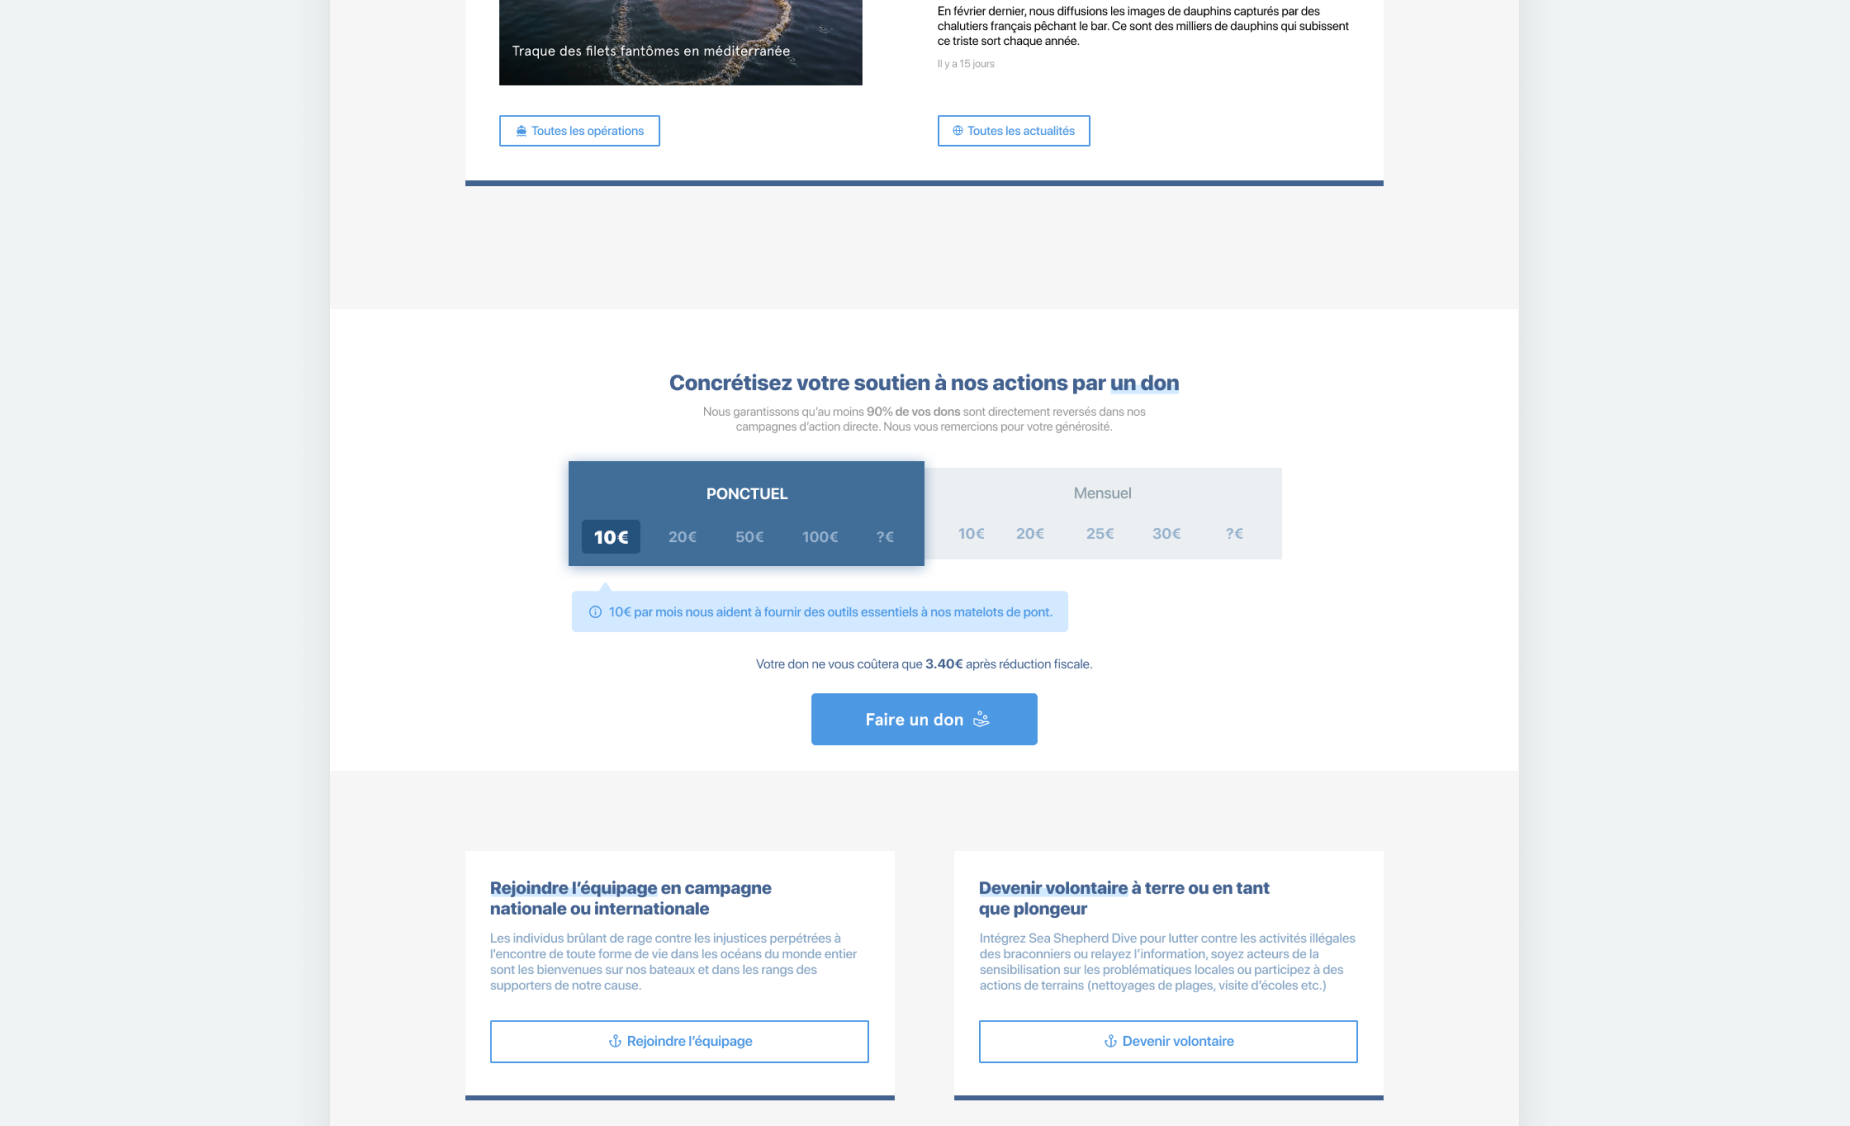 Traque des filets fantômes en méditerranée
Toutes les opérations
En février dernier, nous diffusions les images de dauphins capturés par des
chalutiers français pêchant le bar. Ce sont des milliers de dauphins qui subissent
ce triste sort chaque année.
Il y a 15 jours
Toutes les actualités
Concrétisez votre soutien à nos actions par un don
Nous garantissons qu’au moins 90% de vos dons sont directement reversés dans nos
campagnes d’action directe. Nous vous remercions pour votre générosité.
PONCTUEL
10€ 20€ 50€ 100€ ?€
Mensuel
10€ 20€ 25€ 30€ ?€
10€ par mois nous aident à fournir des outils essentiels à nos matelots de pont.
Votre don ne vous coûtera que 3.40€ après réduction fiscale.
Faire un don
Rejoindre l’équipage en campagne
nationale ou internationale
Les individus brûlant de rage contre les injustices perpétrées à
l'encontre de toute forme de vie dans les océans du monde entier
sont les bienvenues sur nos bateaux et dans les rangs des
supporters de notre cause.
Rejoindre l’équipage
Devenir volontaire à terre ou en tant
que plongeur
Intégrez Sea Shepherd Dive pour lutter contre les activités illégales
des braconniers ou relayez l’information, soyez acteurs de la
sensibilisation sur les problématiques locales ou participez à des
actions de terrains (nettoyages de plages, visite d’écoles etc.)
Devenir volontaire